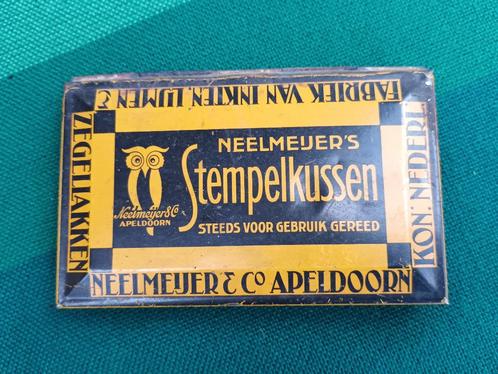 NEELMEIJER'S
Stempelkussen
STEEDS VOOR GEBRUIK GEREED
Neelmeijer & Co
APELDOORN
KON. NEDERL.
FABRIEK VAN INKTEN, LIJMEN &
ZEGELLAKKEN
NEELMEIJER & Co APELDOORN